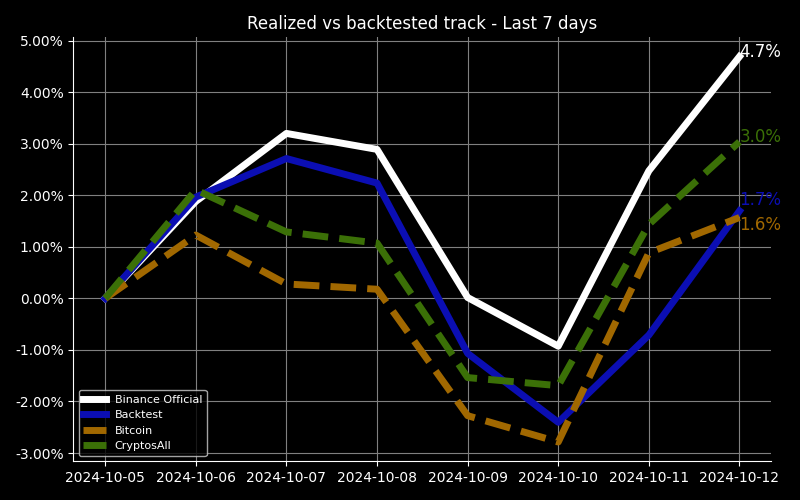 Realized vs backtested track - Last 7 days
5.00%
4.00%
3.00%
2.00%
1.00%
0.00%
-1.00%
-2.00%
-3.00%
4.7%
3.0%
1.7%
1.6%
Binance Official
Backtest
Bitcoin
CryptosAll
2024-10-05 2024-10-06 2024-10-07 2024-10-08 2024-10-09 2024-10-10 2024-10-11 2024-10-12